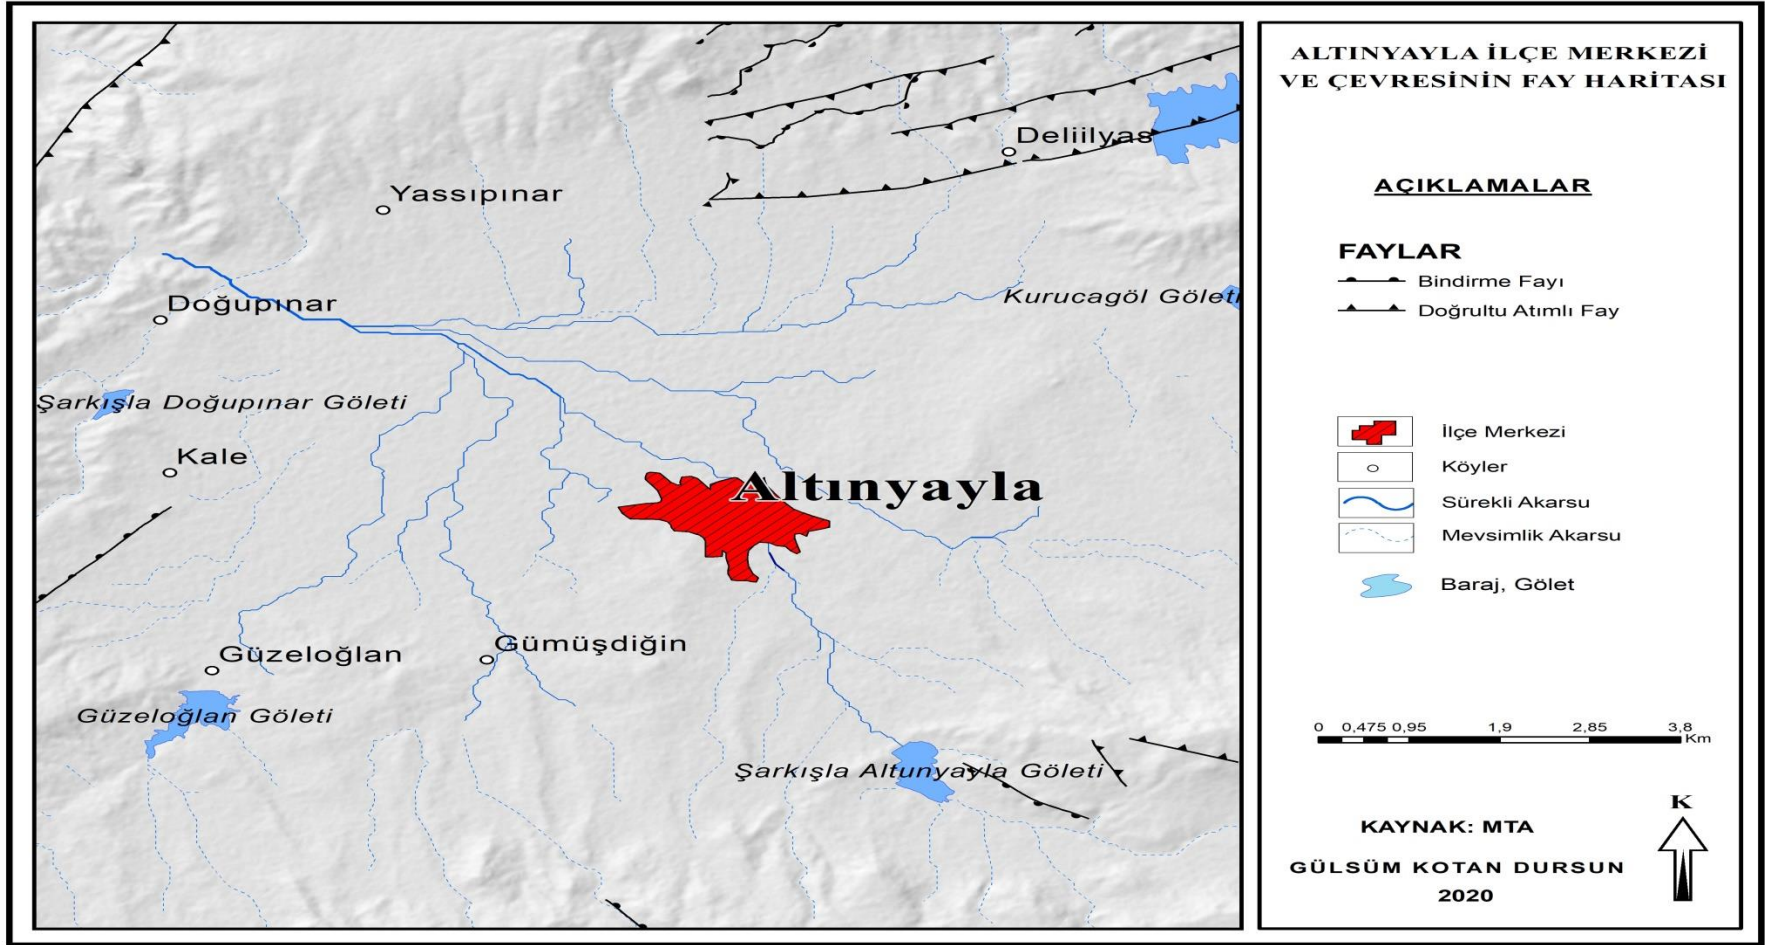 ALTINYAYLA İLÇE MERKEZİ
VE ÇEVRESİNİN FAY HARİTASI
AÇIKLAMALAR
FAYLAR
Bindirme Fayı
Doğrultu Atımlı Fay
İlçe Merkezi
Köyler
Sürekli Akarsu
Mevsimlik Akarsu
Baraj, Gölet
0 0,475 0,95 1,9 2,85 3,8
Km
KAYNAK: MTA
GÜLSÜM KOTAN DURSUN
2020
K
Deliilyas
Yassıpınar
Doğupınar
Kurucagöl Göleti
Şarkışla Doğupınar Göleti
Kale
Altınyayla
Gümüşdiğin
Güzeloğlan
Güzeloğlan Göleti
Şarkışla Altunyayla Göleti